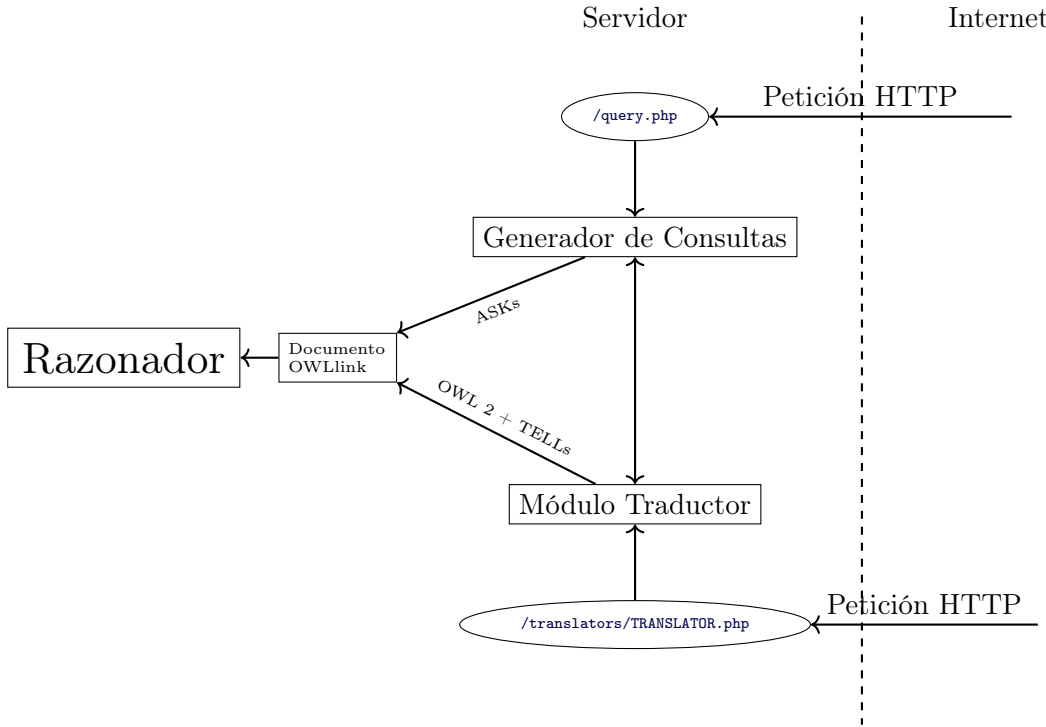 Servidor
Internet
Petición HTTP
/query.php
Generador de Consultas
ASKs
Razonador
Documento
OWLlink
OWL 2 + TELLs
Módulo Traductor
Petición HTTP
/translators/TRANSLATOR.php